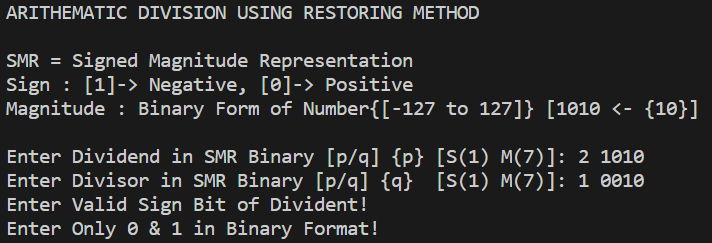 ARITHEMATIC DIVISION USING RESTORING METHOD
SMR = Signed Magnitude Representation
Sign : [1]-> Negative, [0]-> Positive
Magnitude : Binary Form of Number{[-127 to 127]} [1010 <- {10}]
Enter Dividend in SMR Binary [p/q] {p} [S(1) M(7)]: 2 1010
Enter Divisor in SMR Binary [p/q] {q}  [S(1) M(7)]: 1 0010
Enter Valid Sign Bit of Divident!
Enter Only 0 & 1 in Binary Format!